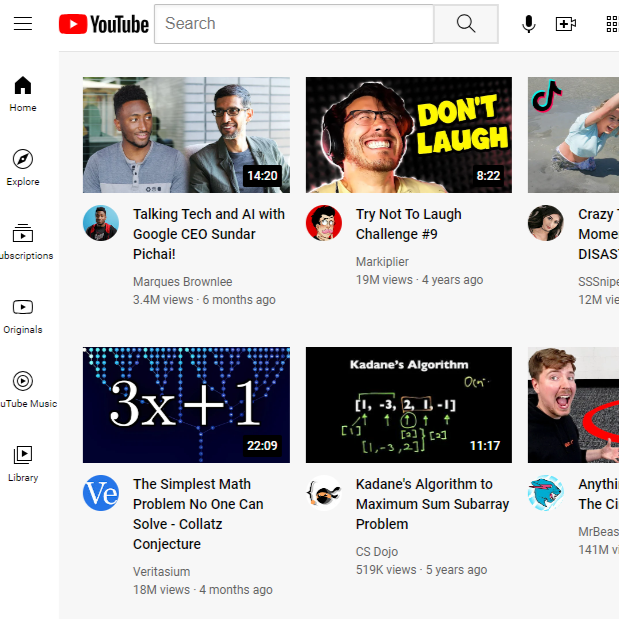 YouTube
Search
Home
Explore
ubscriptions
Originals
uTube Music
Library
14:20
Talking Tech and AI with
Google CEO Sundar
Pichai!
Marques Brownlee
3.4M views · 6 months ago
DON'T
LAUGH
8:22
Try Not To Laugh
Challenge #9
Markiplier
19M views · 4 years ago
Crazy T
Mome
DISAST
SSSnipe
12M vie
3x+1
22:09
Ve
The Simplest Math
Problem No One Can
Solve - Collatz
Conjecture
Veritasium
18M views · 4 months ago
Kadane's Algorithm
[1, -3, 2, 1, -1]
[1]
[2]
[2]
[1,-3,2]
11:17
Kadane's Algorithm to
Maximum Sum Subarray
Problem
CS Dojo
519K views · 5 years ago
Anythin
The Ci
MrBeas
141M vi